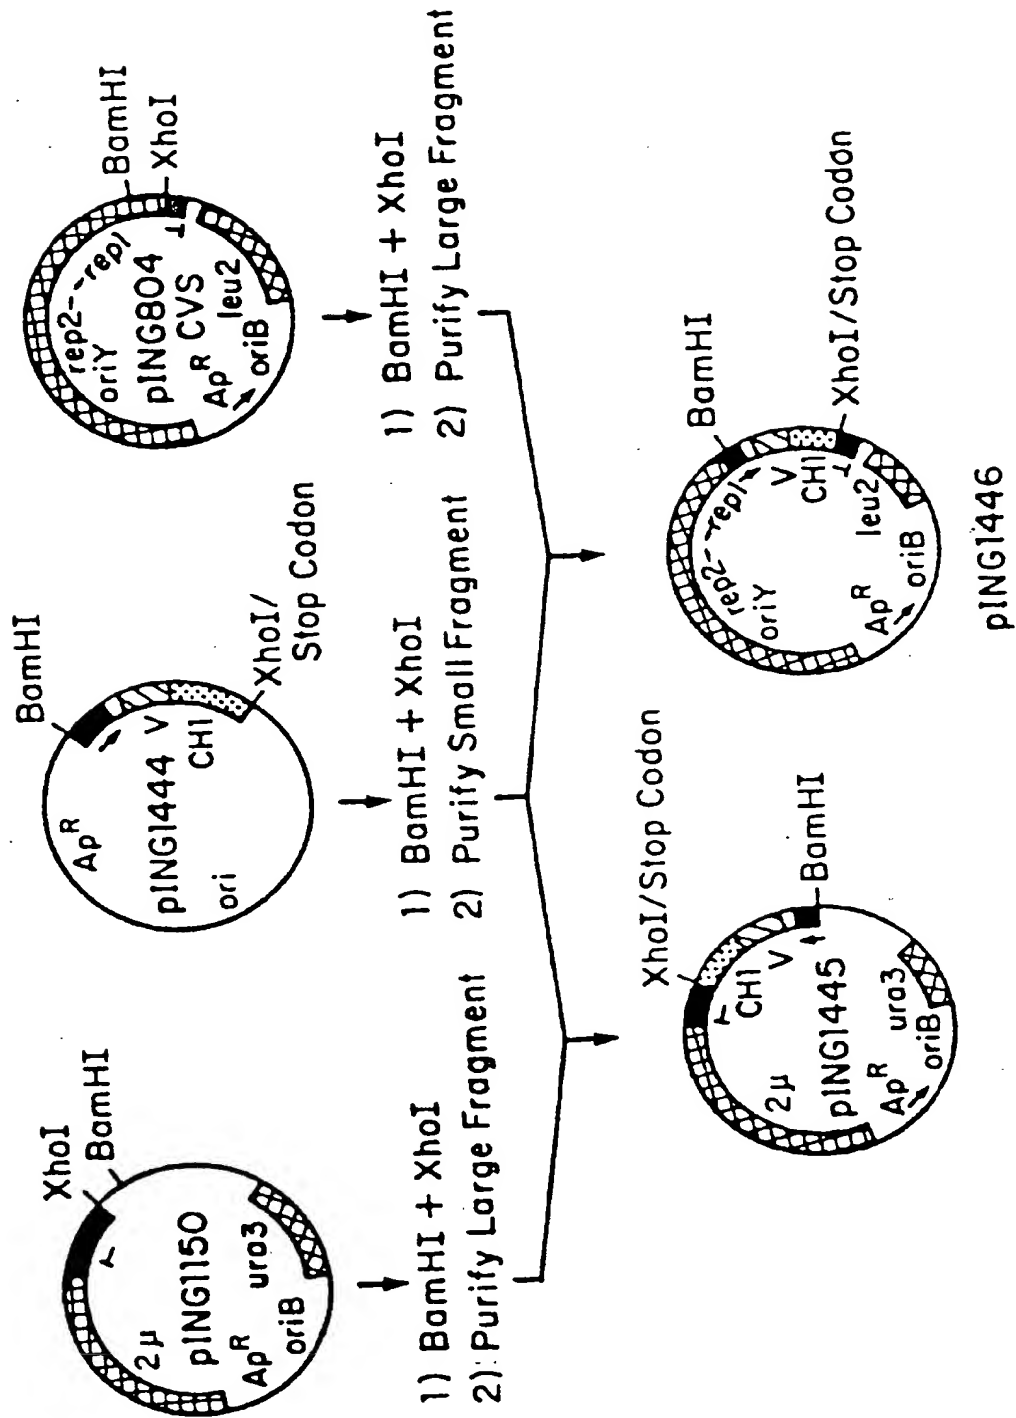 XhoI
BamHI
2µ
pING1150
Ap^R
ura3
oriB
1) BamHI + XhoI
2) Purify Large Fragment
BamHI
Ap^R
pING1444
V
CH1
ori
XhoI/
Stop Codon
1) BamHI + XhoI
2) Purify Small Fragment
BamHI
XhoI
rep2---rep1
oriY
pING804
CVS
Ap^R
leu2
oriB
1) BamHI + XhoI
2) Purify Large Fragment
XhoI/Stop Codon
CH1
V
BamHI
2µ
pING1445
Ap^R
ura3
oriB
BamHI
rep2---rep1
oriY
V
CH1
XhoI/Stop Codon
leu2
Ap^R
oriB
pING1446